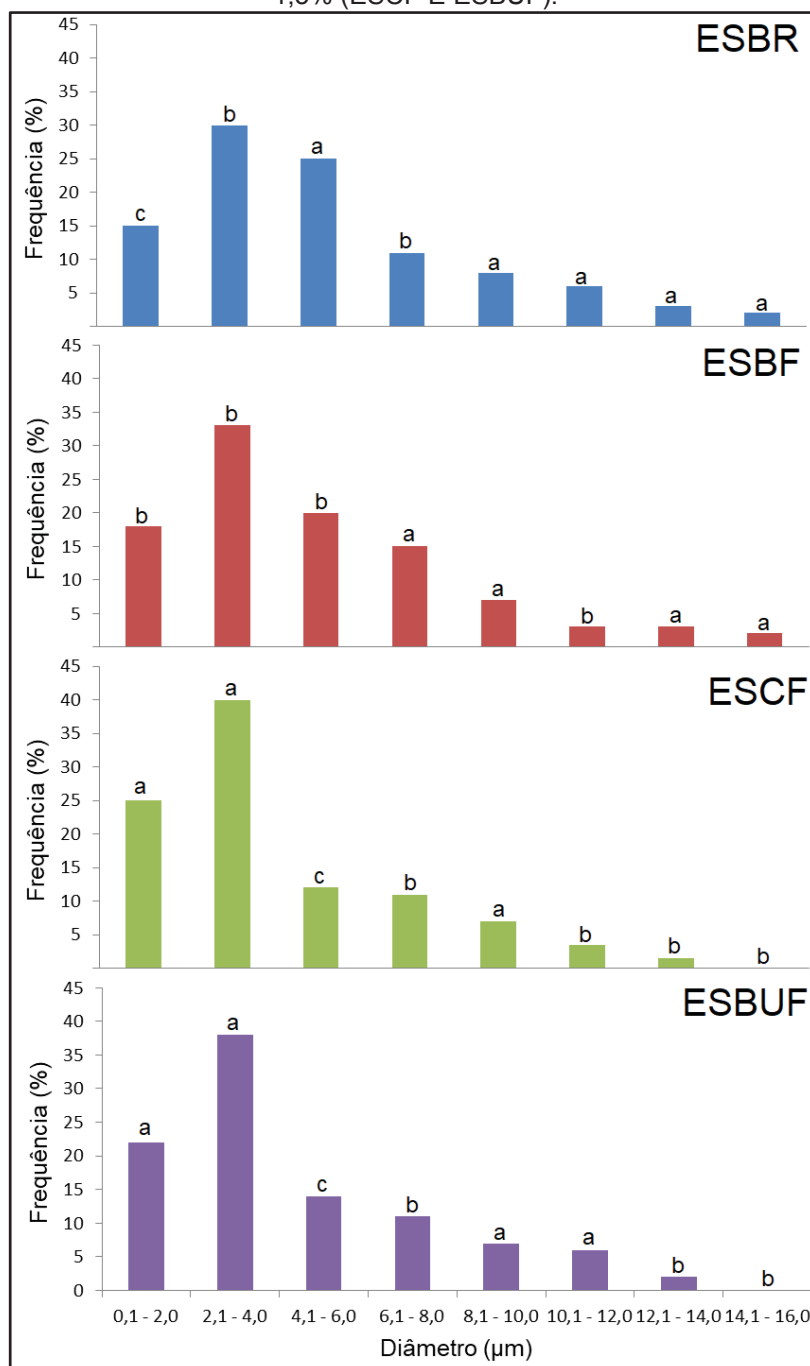 (ESCF E ESBUF).
ESBR
Frequência (%)
45
40
35
30
25
20
15
10
5
c
b
a
b
a
a
a
a
ESBF
Frequência (%)
45
40
35
30
25
20
15
10
5
b
b
b
a
a
b
a
a
ESCF
Frequência (%)
45
40
35
30
25
20
15
10
5
a
a
c
b
a
b
b
b
ESBUF
Frequência (%)
45
40
35
30
25
20
15
10
5
0
a
a
c
b
a
a
b
b
0,1 - 2,0 2,1 - 4,0 4,1 - 6,0 6,1 - 8,0 8,1 - 10,0 10,1 - 12,0 12,1 - 14,0 14,1 - 16,0
Diâmetro (µm)